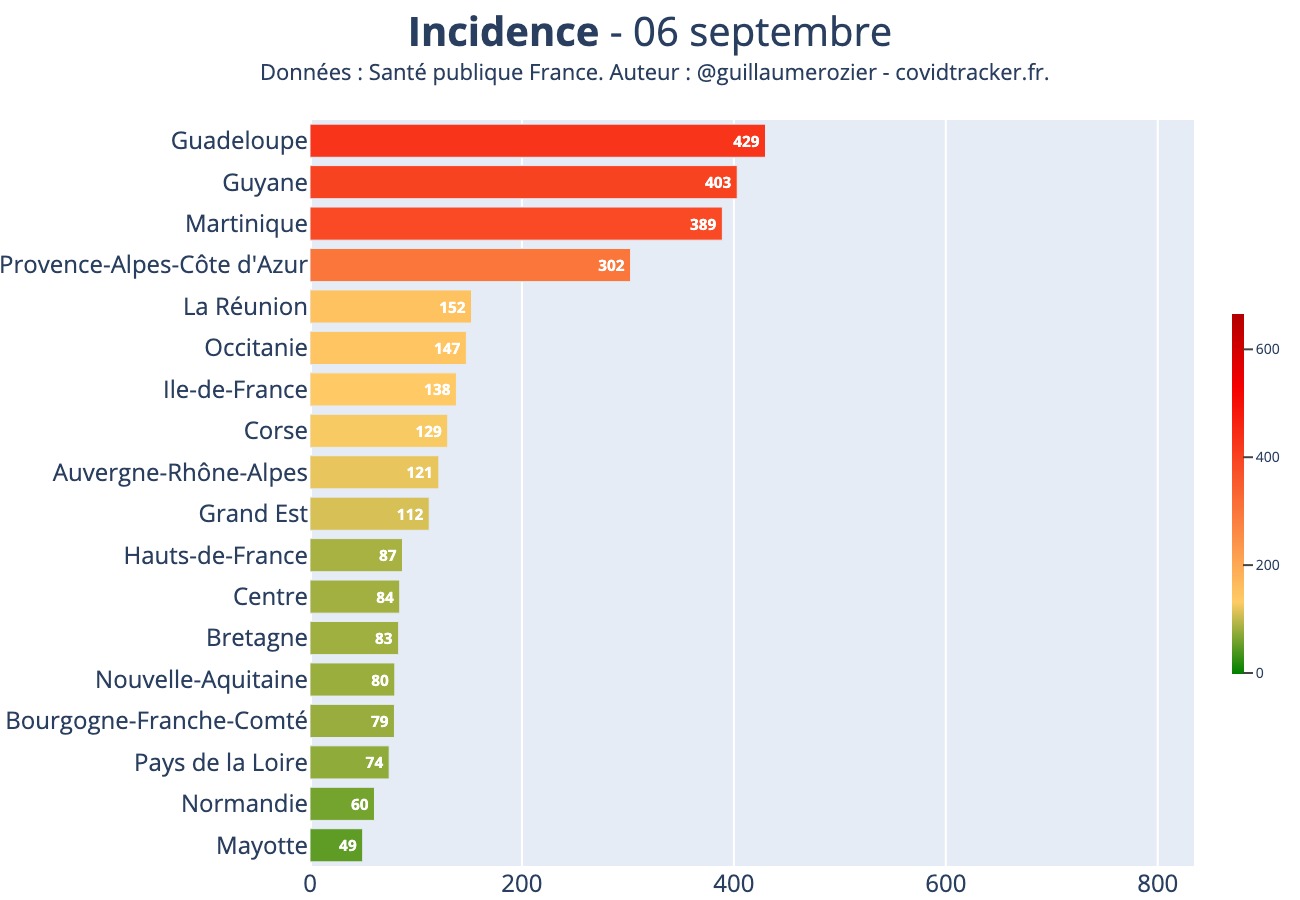 Incidence - 06 septembre
Données : Santé publique France. Auteur : @guillaumerozier - covidtracker.fr.
Guadeloupe 429
Guyane 403
Martinique 389
Provence-Alpes-Côte d'Azur 302
La Réunion 152
Occitanie 147
Ile-de-France 138
Corse 129
Auvergne-Rhône-Alpes 121
Grand Est 112
Hauts-de-France 87
Centre 84
Bretagne 83
Nouvelle-Aquitaine 80
Bourgogne-Franche-Comté 79
Pays de la Loire 74
Normandie 60
Mayotte 49
0 200 400 600 800
600
400
200
0